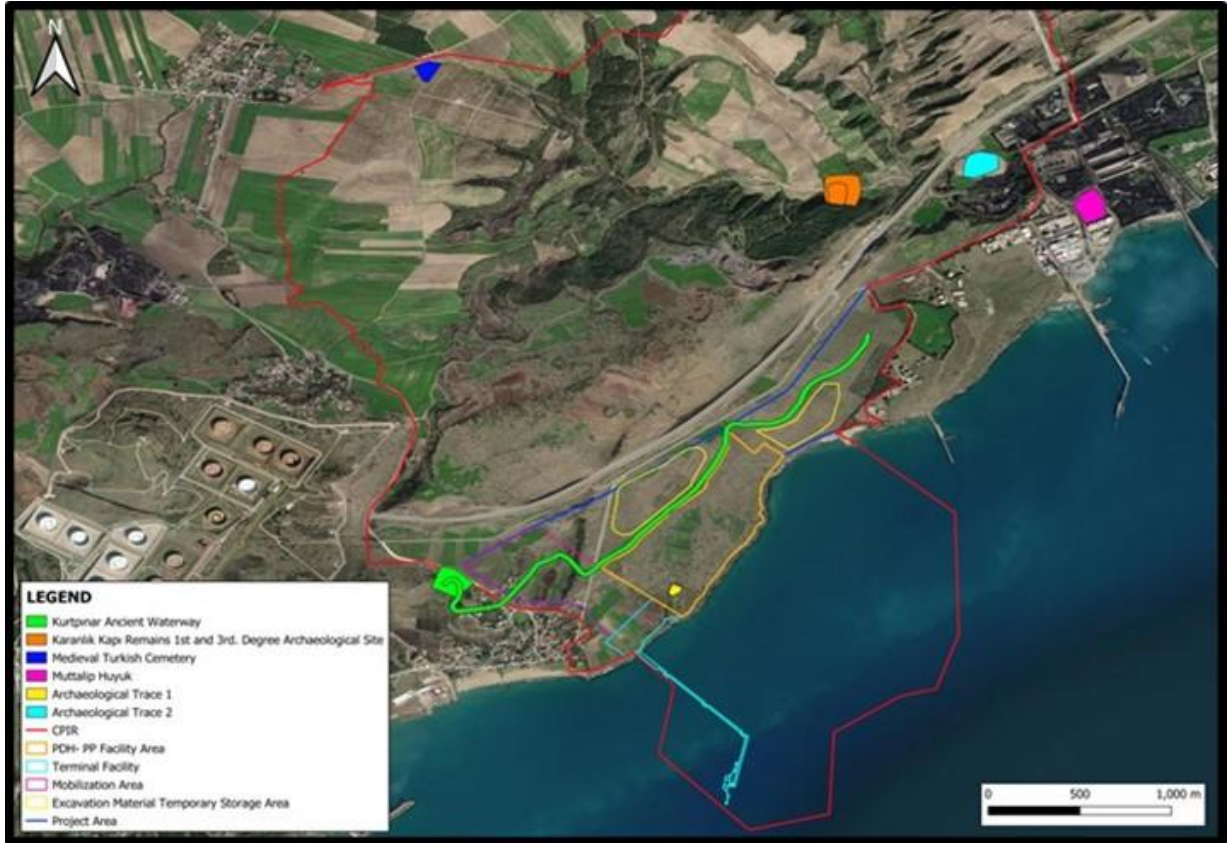 N
LEGEND
Kurtpınar Ancient Waterway
Karanlık Kapı Remains 1st and 3rd. Degree Archaeological Site
Medieval Turkish Cemetery
Muttalip Huyuk
Archaeological Trace 1
Archaeological Trace 2
CPIR
PDH- PP Facility Area
Terminal Facility
Mobilization Area
Excavation Material Temporary Storage Area
Project Area
0 500 1,000 m